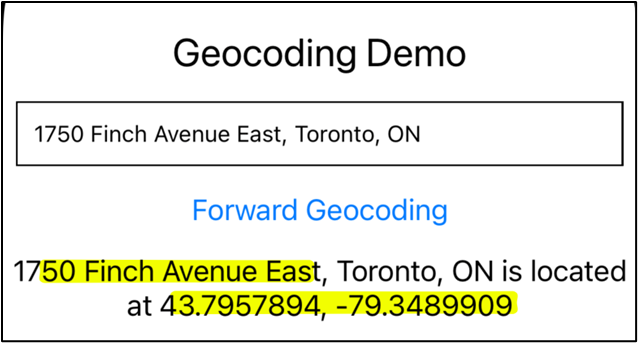 Geocoding Demo
1750 Finch Avenue East, Toronto, ON
Forward Geocoding
1750 Finch Avenue East, Toronto, ON is located
at 43.7957894, -79.3489909